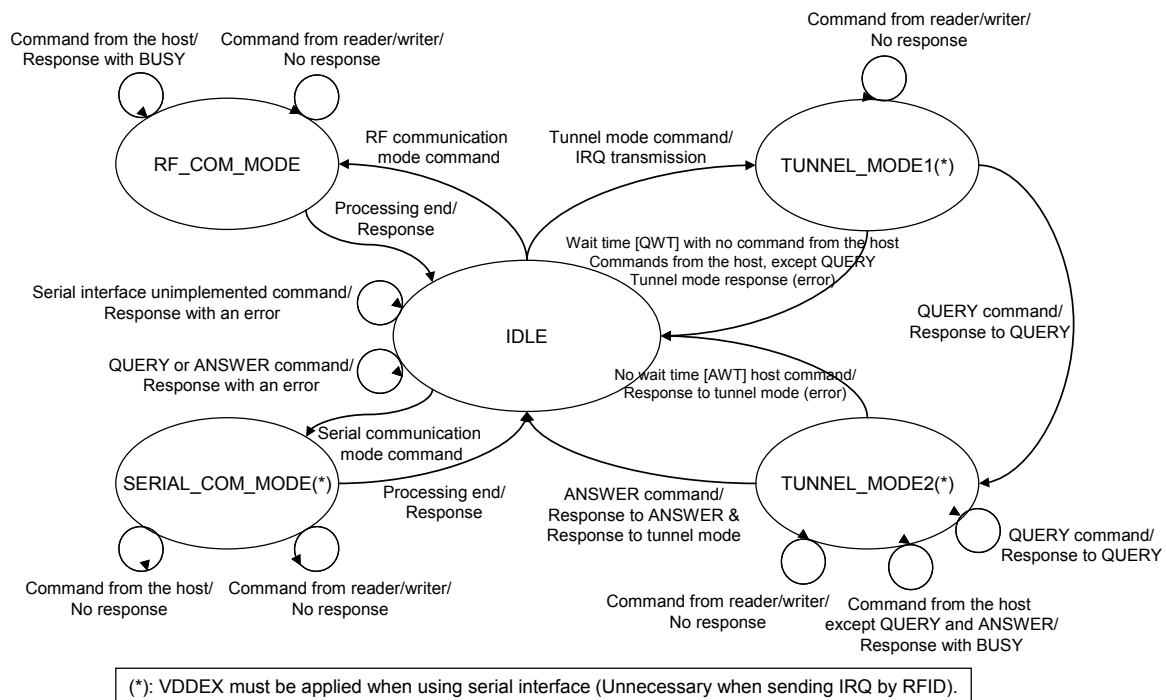 Command from the host/
Response with BUSY
Command from reader/writer/
No response
RF_COM_MODE
RF communication
mode command
Processing end/
Response
Command from reader/writer/
No response
Tunnel mode command/
IRQ transmission
TUNNEL_MODE1(*)
Wait time [QWT] with no command from the host
Commands from the host, except QUERY
Tunnel mode response (error)
QUERY command/
Response to QUERY
Serial interface unimplemented command/
Response with an error
IDLE
QUERY or ANSWER command/
Response with an error
No wait time [AWT] host command/
Response to tunnel mode (error)
Serial communication
mode command
SERIAL_COM_MODE(*)
Processing end/
Response
ANSWER command/
Response to ANSWER &
Response to tunnel mode
TUNNEL_MODE2(*)
QUERY command/
Response to QUERY
Command from the host/
No response
Command from reader/writer/
No response
Command from reader/writer/
No response
Command from the host
except QUERY and ANSWER/
Response with BUSY
(*): VDDEX must be applied when using serial interface (Unnecessary when sending IRQ by RFID).